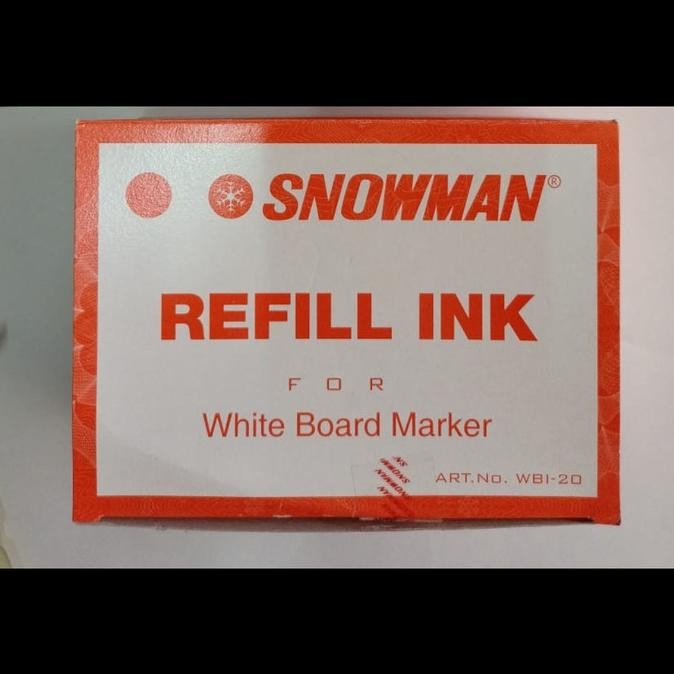 SNOWMAN®
REFILL INK
FOR
White Board Marker
ART.No. WBI-20